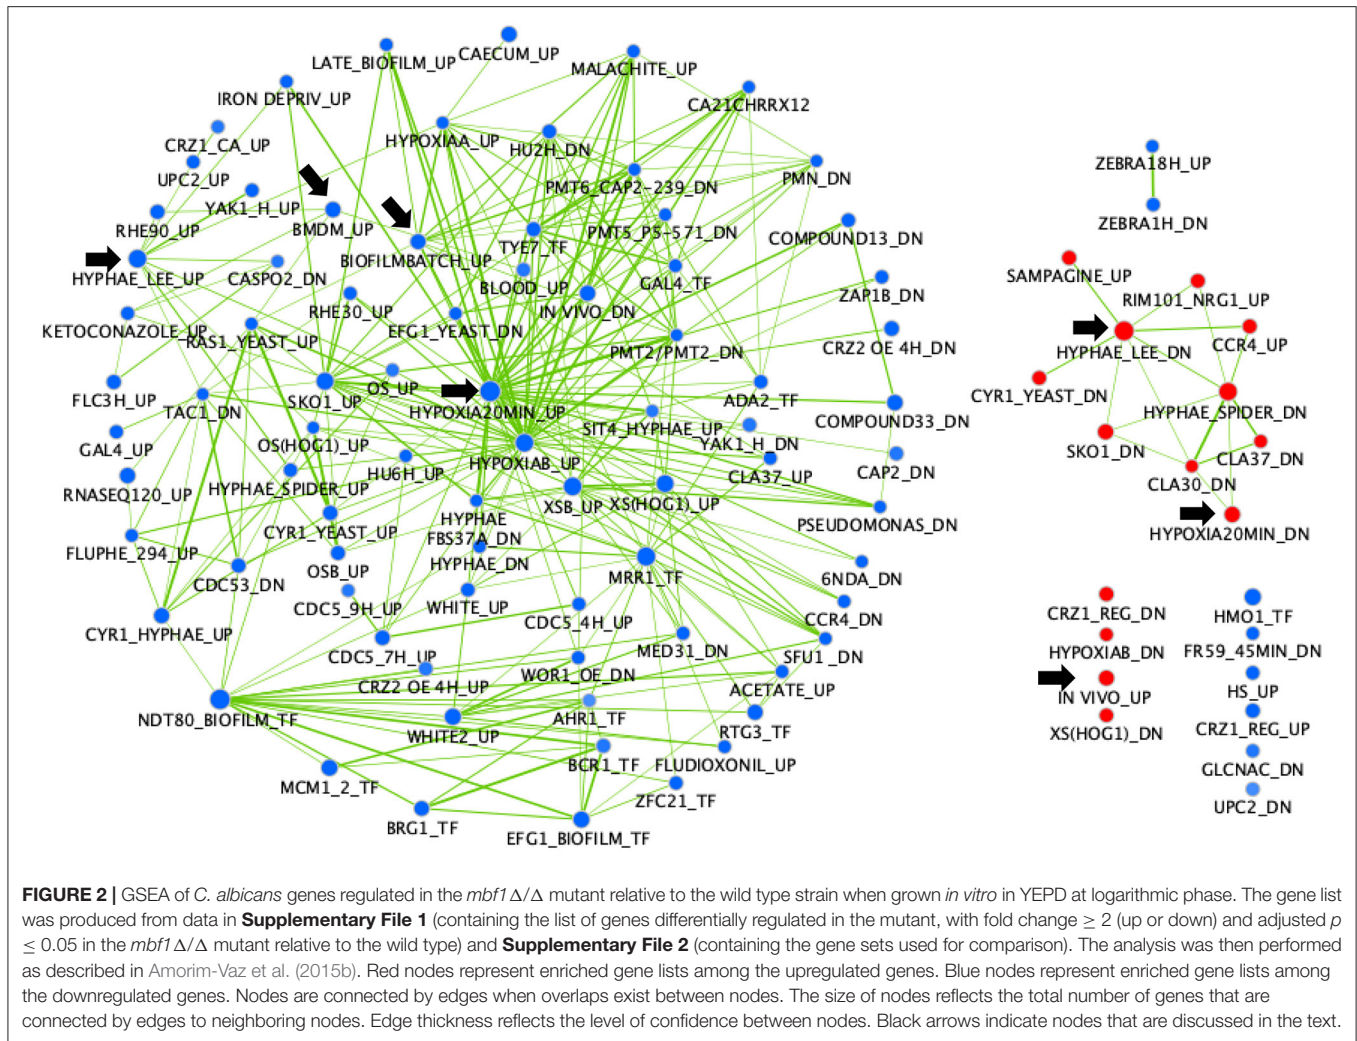 CAECUM_UP
LATE_BIOFILM_UP
MALACHITE_UP
IRON DEPRIV_UP
CA21CHRRX12
CRZ1_CA_UP
HYPOXIAA_UP
HU2H_DN
ZEBRA18H_UP
UPC2_UP
PMT6_CAP2-239_DN
PMN_DN
YAK1_H_UP
RHE90_UP
BMDM_UP
PMT5_P5-571_DN
COMPOUND13_DN
ZEBRA1H_DN
TYE7_TF
BIOFILMBATCH_UP
HYPHAE_LEE_UP
CASPO2_DN
BLOOD_UP
GAL4_TF
SAMPAGINE_UP
ZAP1B_DN
RIM101_NRG1_UP
RHE30_UP
IN VIVO_DN
KETOCONAZOLE_UP
RAS1_YEAST_UP
EFG1_YEAST_DN
PMT2/PMT2_DN
CRZ2 OE 4H_DN
HYPHAE_LEE_DN
CCR4_UP
FLC3H_UP
OS_UP
SKO1_UP
ADA2_TF
CYR1_YEAST_DN
TAC1_DN
HYPOXIA20MIN_UP
HYPHAE_SPIDER_DN
COMPOUND33_DN
SIT4_HYPHAE_UP
GAL4_UP
OS(HOG1)_UP
YAK1_H_DN
SKO1_DN
CLA37_DN
HYPOXIAB_UP
CAP2_DN
HU6H_UP
CLA37_UP
CLA30_DN
RNASEQ120_UP
HYPHAE_SPIDER_UP
XSB_UP
XS(HOG1)_UP
HYPHAE
FBS37A_DN
PSEUDOMONAS_DN
CYR1_YEAST_UP
HYPOXIA20MIN_DN
FLUPHE_294_UP
HYPHAE_DN
OSB_UP
CDC53_DN
MRR1_TF
6NDA_DN
CDC5_9H_UP
WHITE_UP
CRZ1_REG_DN
HMO1_TF
CDC5_4H_UP
CCR4_DN
CYR1_HYPHAE_UP
HYPOXIAB_DN
FR59_45MIN_DN
MED31_DN
CDC5_7H_UP
SFU1 _DN
WOR1_OE_DN
CRZ2 OE 4H_UP
ACETATE_UP
IN VIVO_UP
HS_UP
NDT80_BIOFILM_TF
AHR1_TF
WHITE2_UP
RTG3_TF
XS(HOG1)_DN
CRZ1_REG_UP
BCR1_TF
FLUDIOXONIL_UP
GLCNAC_DN
MCM1_2_TF
ZFC21_TF
UPC2_DN
BRG1_TF
EFG1_BIOFILM_TF
FIGURE 2 | GSEA of C. albicans genes regulated in the mbf1Δ/Δ mutant relative to the wild type strain when grown in vitro in YEPD at logarithmic phase. The gene list
was produced from data in Supplementary File 1 (containing the list of genes differentially regulated in the mutant, with fold change ≥ 2 (up or down) and adjusted p
≤ 0.05 in the mbf1Δ/Δ mutant relative to the wild type) and Supplementary File 2 (containing the gene sets used for comparison). The analysis was then performed
as described in Amorim-Vaz et al. (2015b). Red nodes represent enriched gene lists among the upregulated genes. Blue nodes represent enriched gene lists among
the downregulated genes. Nodes are connected by edges when overlaps exist between nodes. The size of nodes reflects the total number of genes that are
connected by edges to neighboring nodes. Edge thickness reflects the level of confidence between nodes. Black arrows indicate nodes that are discussed in the text.